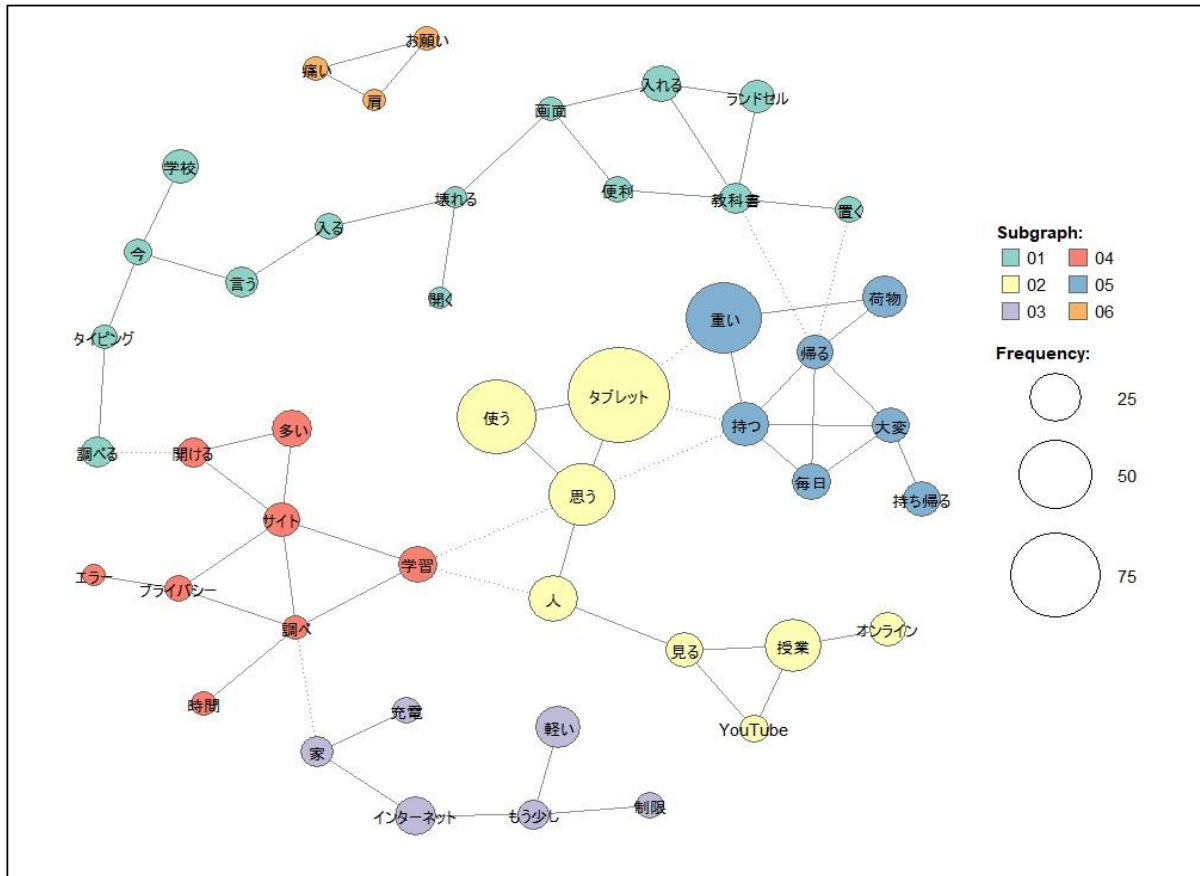 お願い
痛い
肩
入れる
ランドセル
画面
学校
壊れる
便利
教科書
置く
入る
今
言う
開く
タイピング
重い
荷物
帰る
タブレット
使う
調べる
開ける
多い
持つ
大変
毎日
持ち帰る
思う
サイト
学習
エラー
プライバシー
人
調べ
見る
授業
オンライン
YouTube
時間
充電
軽い
家
インターネット
もう少し
制限
Subgraph:
01 04
02 05
03 06
Frequency:
25
50
75